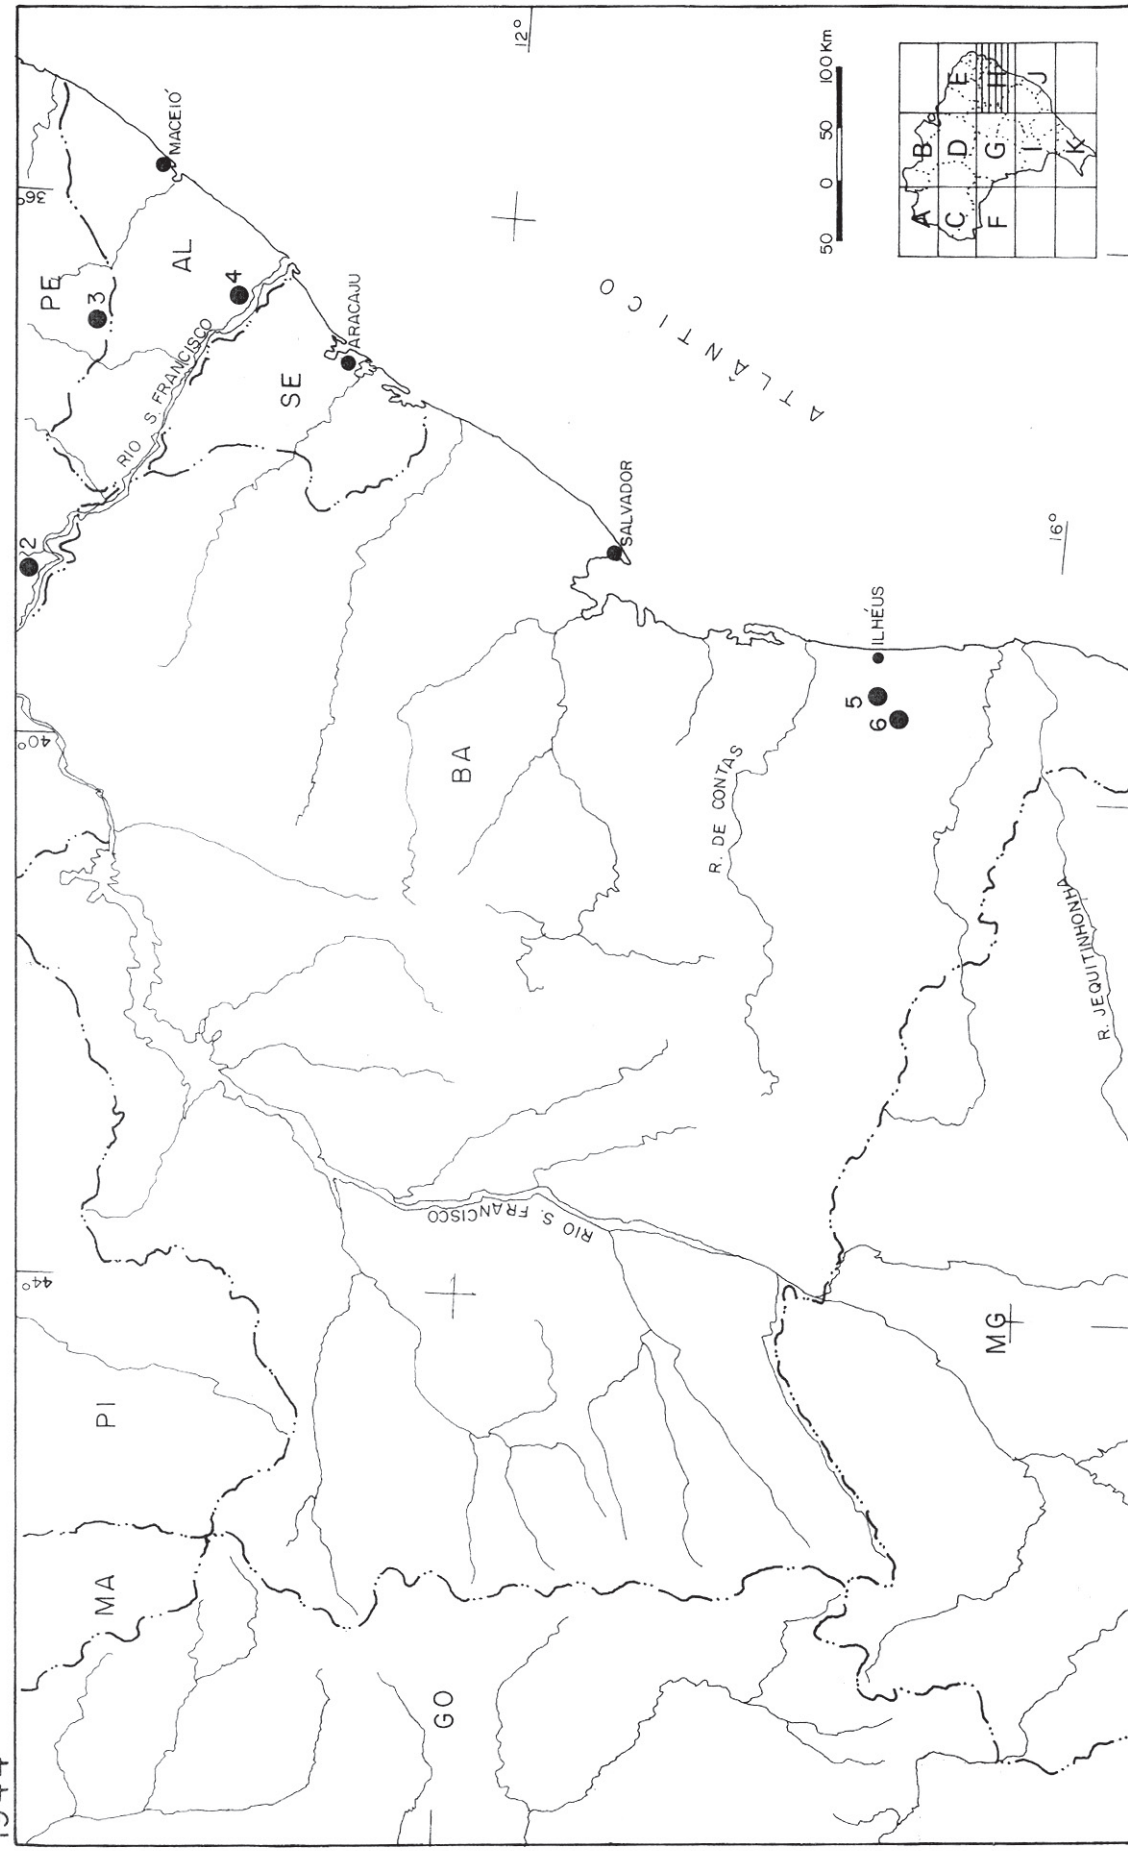 44°
40°
36°
2
PE
3
MA
PI
AL
MACEIÓ
RIO S. FRANCISCO
4
SE
ARACAJU
GO
RIO S. FRANCISCO
BA
12°
SALVADOR
ATLÂNTICO
R. DE CONTAS
50 0 50 100 Km
5
6
ILHÉUS
A B
C D E
F G H
I J
K
MG
16°
R. JEQUITINHONHA